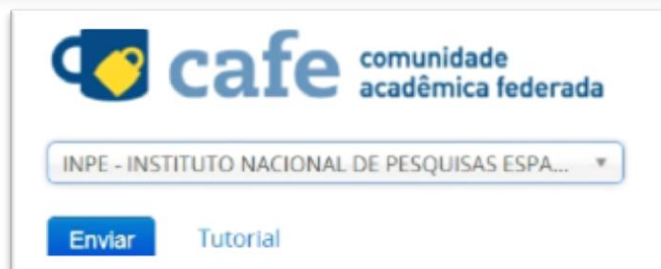 cafe comunidade
acadêmica federada
INPE - INSTITUTO NACIONAL DE PESQUISAS ESPA...
Enviar Tutorial